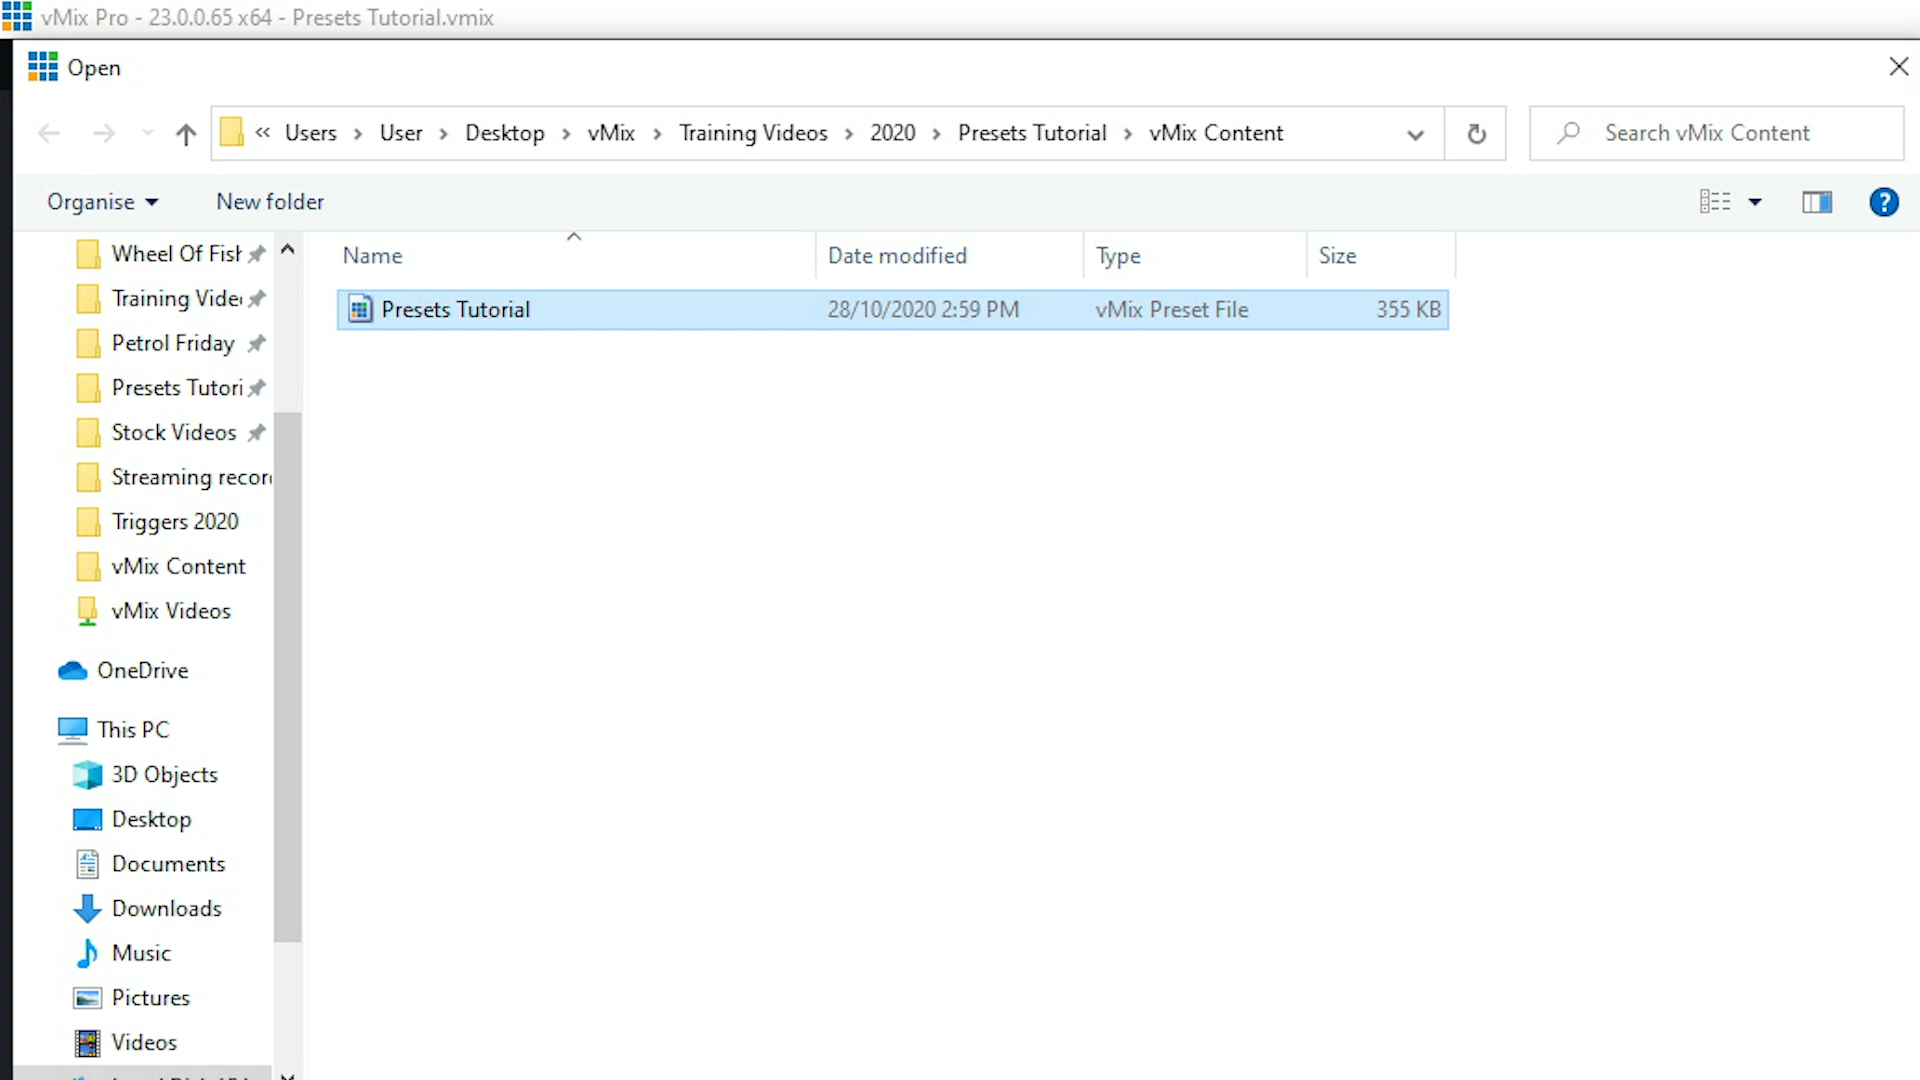 vMix Pro - 23.0.0.65 x64 - Presets Tutorial.vmix
Open
« Users > User > Desktop > vMix > Training Videos > 2020 > Presets Tutorial > vMix Content
Search vMix Content
Organise New folder
?
Name Date modified Type Size
Presets Tutorial 28/10/2020 2:59 PM vMix Preset File 355 KB
Wheel Of Fish
Training Vide
Petrol Friday
Presets Tutori
Stock Videos
Streaming recor
Triggers 2020
vMix Content
vMix Videos
OneDrive
This PC
3D Objects
Desktop
Documents
Downloads
Music
Pictures
Videos